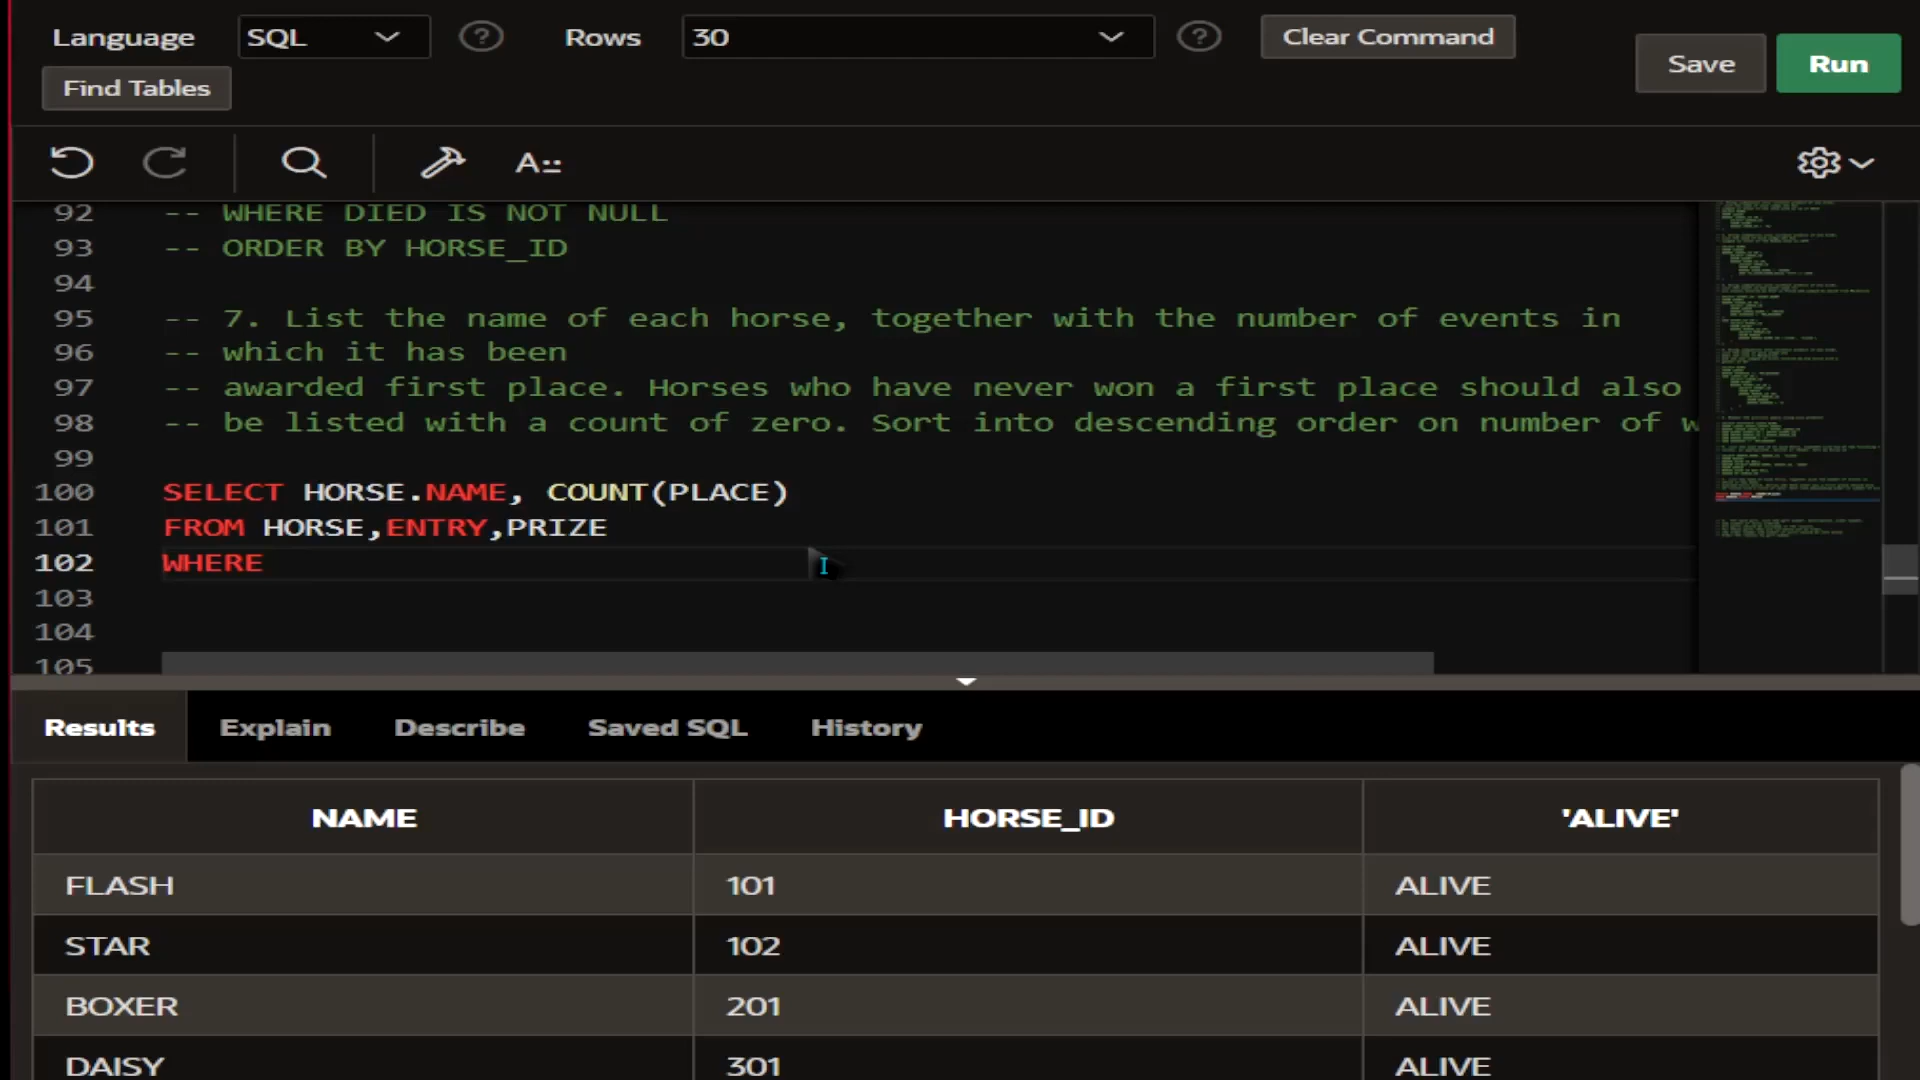 Language SQL Rows 30 Clear Command Save Run
Find Tables
92 -- WHERE DIED IS NOT NULL
93 -- ORDER BY HORSE_ID
94
95 -- 7. List the name of each horse, together with the number of events in
96 -- which it has been
97 -- awarded first place. Horses who have never won a first place should also
98 -- be listed with a count of zero. Sort into descending order on number of w
99
100 SELECT HORSE.NAME, COUNT(PLACE)
101 FROM HORSE,ENTRY,PRIZE
102 WHERE
103
104
105
Results Explain Describe Saved SQL History
NAME HORSE_ID 'ALIVE'
FLASH 101 ALIVE
STAR 102 ALIVE
BOXER 201 ALIVE
DAISY 301 ALIVE